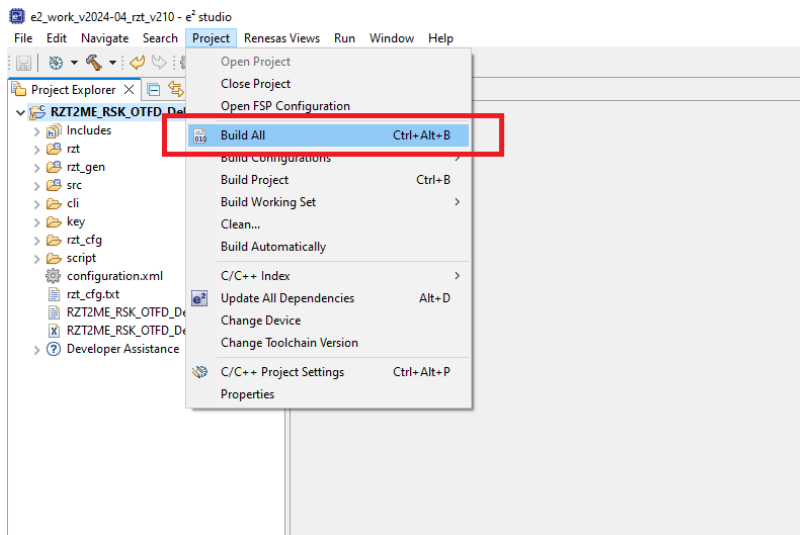 e2_work_v2024-04_rzt_v210 - e² studio
File Edit Navigate Search Project Renesas Views Run Window Help
Project Explorer
RZT2ME_RSK_OTFD_Del
Includes
rzt
rzt_gen
src
cli
key
rzt_cfg
script
configuration.xml
rzt_cfg.txt
RZT2ME_RSK_OTFD_De
RZT2ME_RSK_OTFD_De
Developer Assistance
Open Project
Close Project
Open FSP Configuration
010 Build All Ctrl+Alt+B
Build Configurations
Build Project Ctrl+B
Build Working Set
Clean...
Build Automatically
C/C++ Index
e² Update All Dependencies Alt+D
Change Device
Change Toolchain Version
C/C++ Project Settings Ctrl+Alt+P
Properties